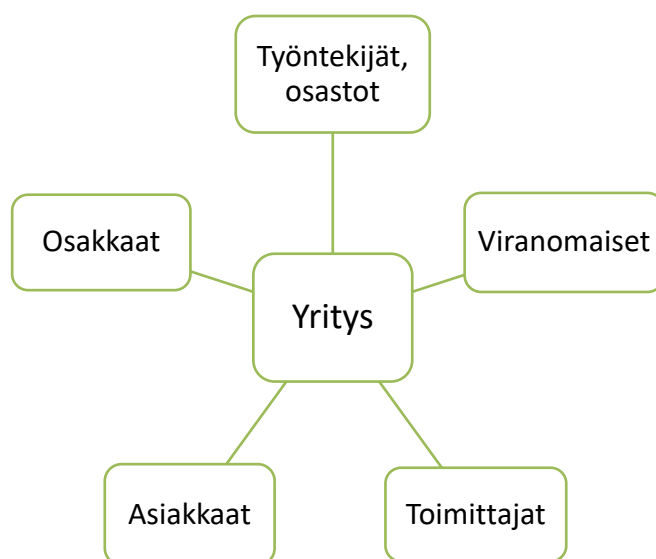 Työntekijät,
osastot
Osakkaat
Viranomaiset
Yritys
Asiakkaat
Toimittajat